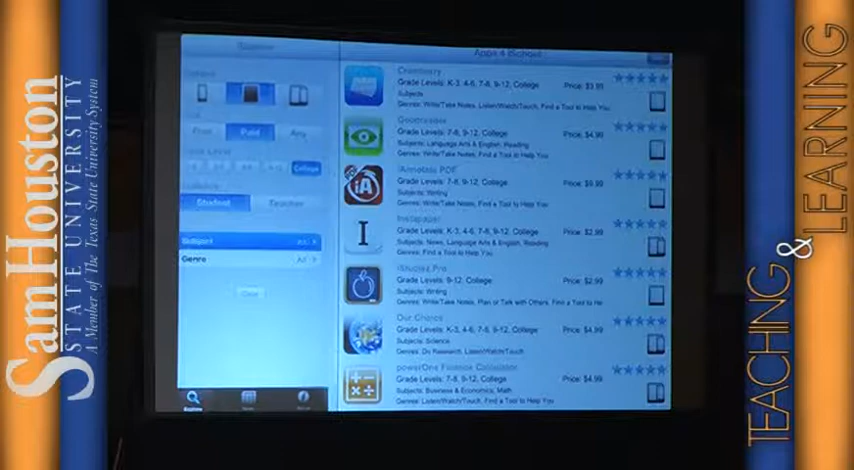 Sam Houston
STATE UNIVERSITY
A Member of The Texas State University System
Apps 4 iSchool
Paid
Any
College
Student
Teacher
Subject
All
Genre
All
Clear
Grade Levels: K-3, 4-6, 7-8, 9-12, College
Price: $3.99
Subjects:
Genres: Write/Take Notes, Listen/Watch/Touch, Find a Tool to Help You
Grade Levels: 7-8, 9-12, College
Price: $4.99
Subjects: Language Arts & English, Reading
Genres: Write/Take Notes, Find a Tool to Help You
iA
iAnnotate PDF
Grade Levels: 7-8, 9-12, College
Price: $9.99
Subjects: Writing
Genres: Write/Take Notes, Find a Tool to Help You
I
Instapaper
Grade Levels: K-3, 4-6, 7-8, 9-12, College
Price: $2.99
Subjects: News, Language Arts & English, Reading
Genres: Find a Tool to Help You
iStudiez Pro
Grade Levels: 9-12, College
Price: $2.99
Subjects: Writing
Genres: Write/Take Notes, Plan or Talk with Others, Find a Tool to He
Our Choice
Grade Levels: K-3, 4-6, 7-8, 9-12, College
Price: $4.99
Subjects: Science
Genres: Do Research, Listen/Watch/Touch
powerOne Finance Calculator
Grade Levels: 7-8, 9-12, College
Price: $4.99
Subjects: Business & Economics, Math
Genres: Listen/Watch/Touch, Find a Tool to Help You
Explore
TEACHING
&
LEARNING